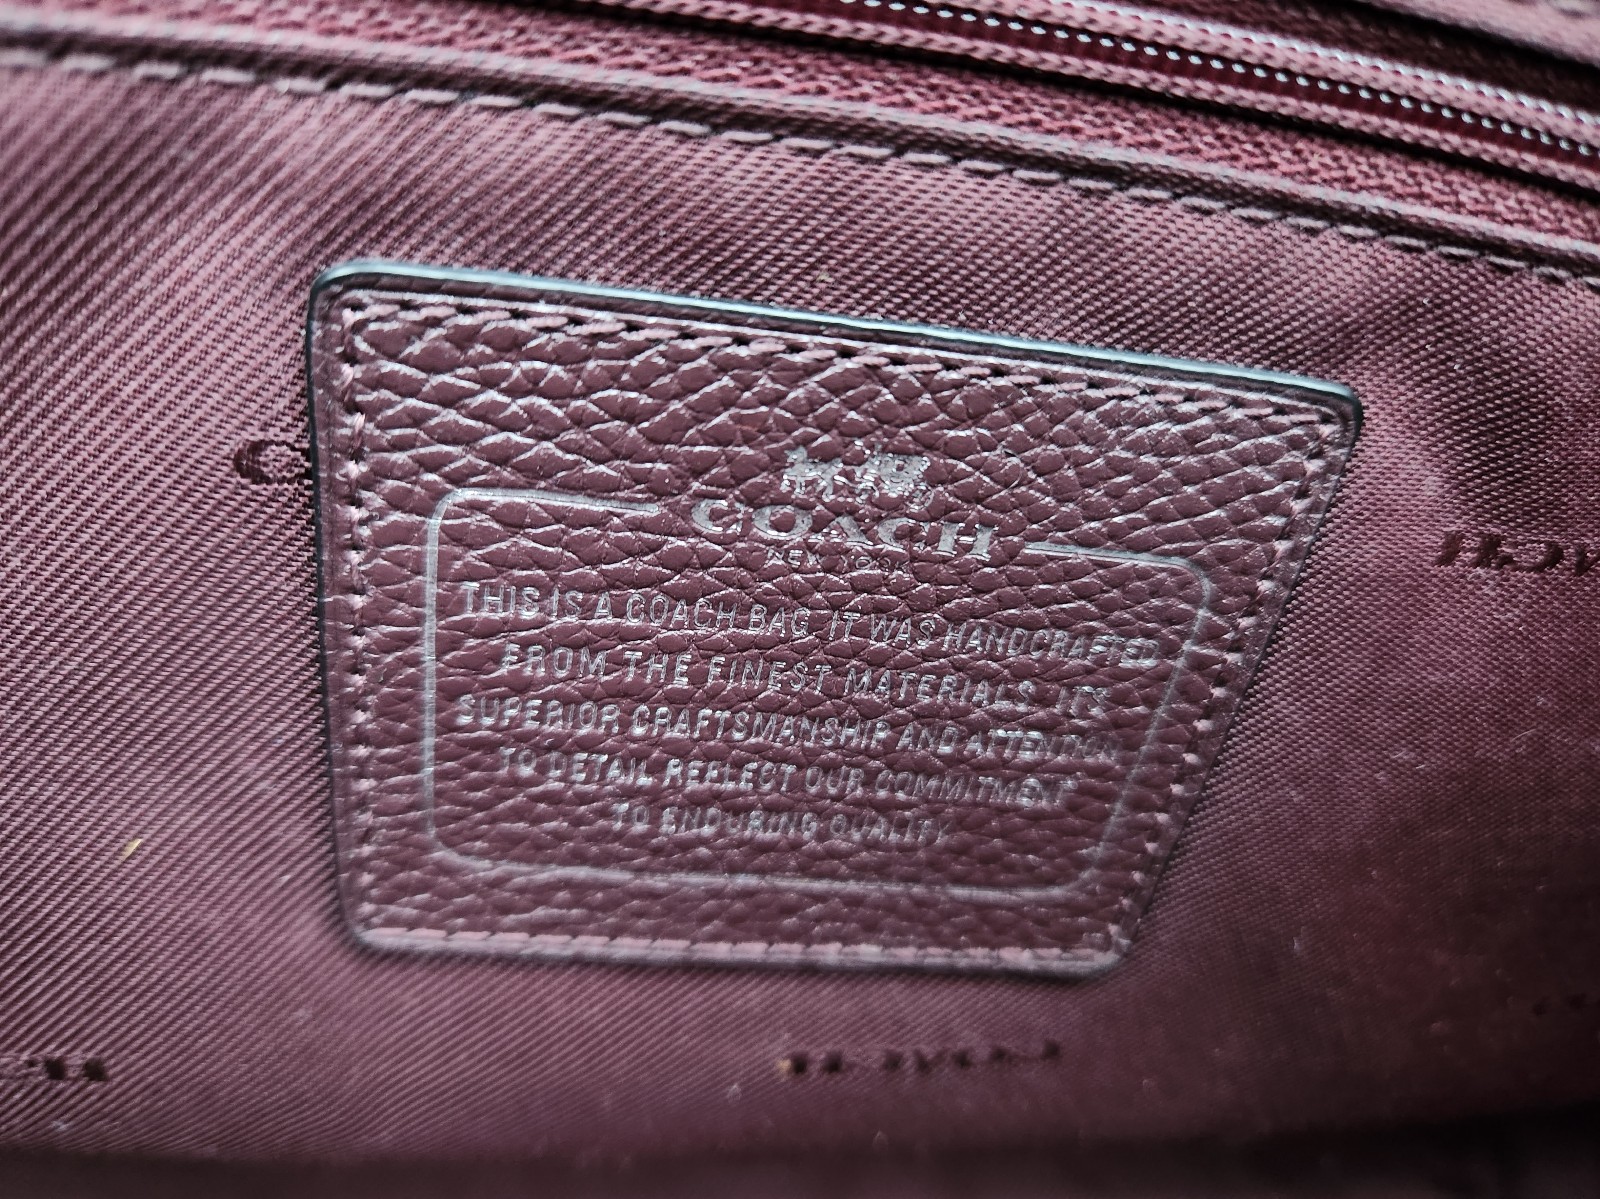 COACH
NEW YORK
THIS IS A COACH BAG. IT WAS HANDCRAFTED
FROM THE FINEST MATERIALS. ITS
SUPERIOR CRAFTSMANSHIP AND ATTENTION
TO DETAIL REFLECT OUR COMMITMENT
TO ENDURING QUALITY.